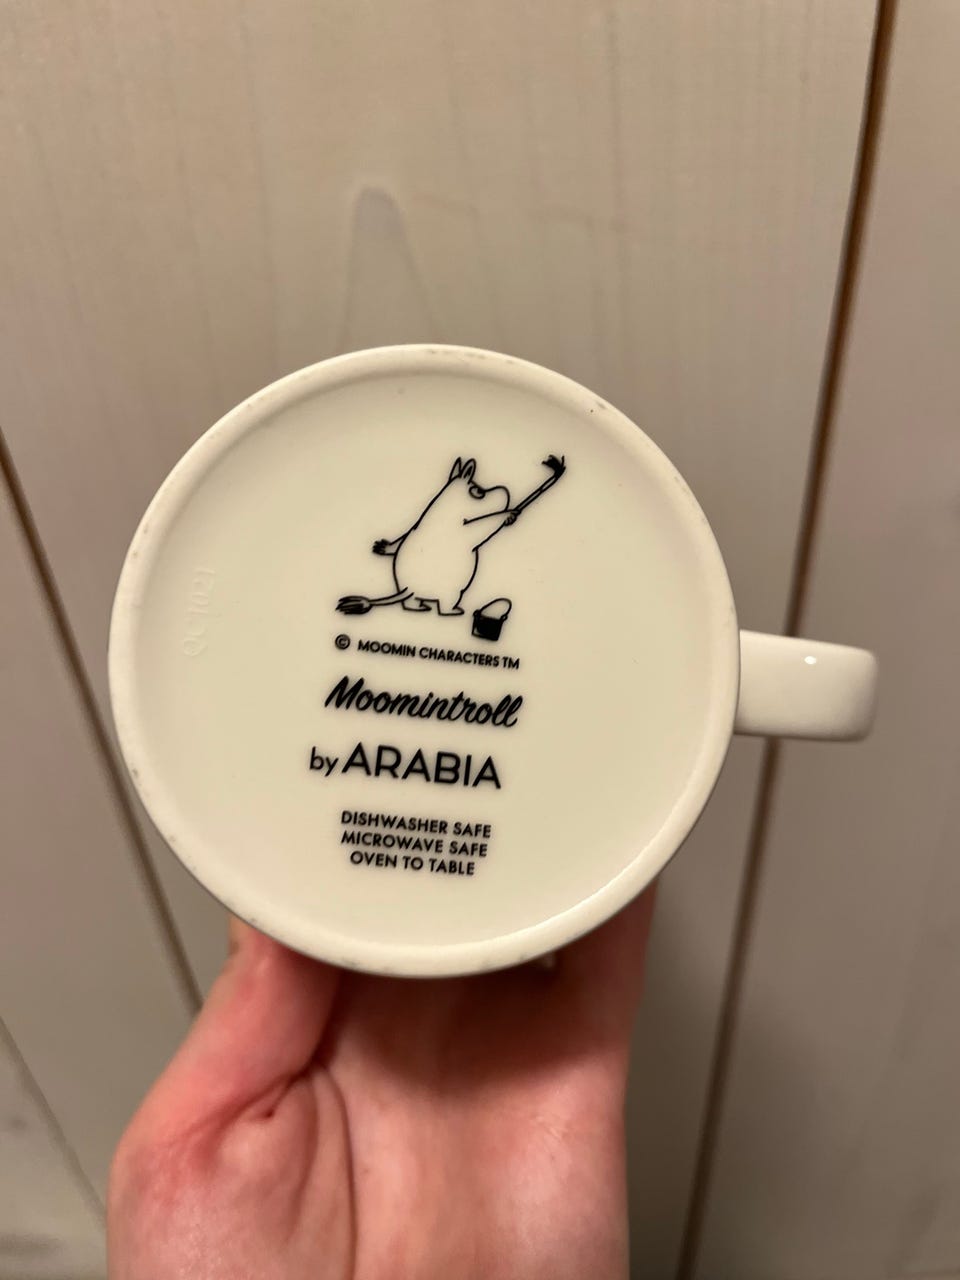 © MOOMIN CHARACTERS TM
Moomintroll
by ARABIA
DISHWASHER SAFE
MICROWAVE SAFE
OVEN TO TABLE